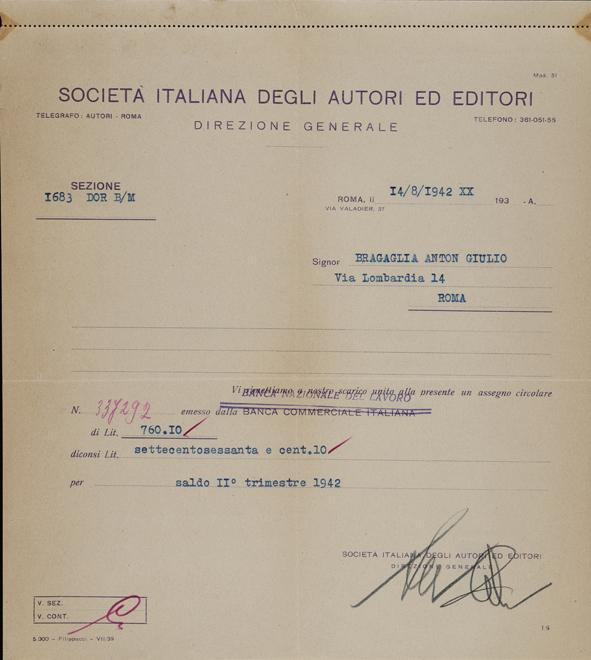 Mod. 51
SOCIETÀ ITALIANA DEGLI AUTORI ED EDITORI
TELEGRAFO: AUTORI - ROMA
TELEFONO: 361-051-55
DIREZIONE GENERALE
SEZIONE
I683 DOR B/M
ROMA, li I4/8/I942 XX 193 - A.
VIA VALADIER, 37
Signor BRAGAGLIA ANTON GIULIO
Via Lombardia 14
ROMA
Vi rimettiamo a nostro scarico unito alla presente un assegno circolare
BANCA NAZIONALE DEL LAVORO
N. 337292 emesso dalla BANCA COMMERCIALE ITALIANA
di Lit. 760.IO
diconsi Lit. settecentosessanta e cent.10
per saldo II° trimestre 1942
SOCIETÀ ITALIANA DEGLI AUTORI ED EDITORI
DIREZIONE GENERALE
V. SEZ.
V. CONT.
5.000 - Filippucci - VII/39